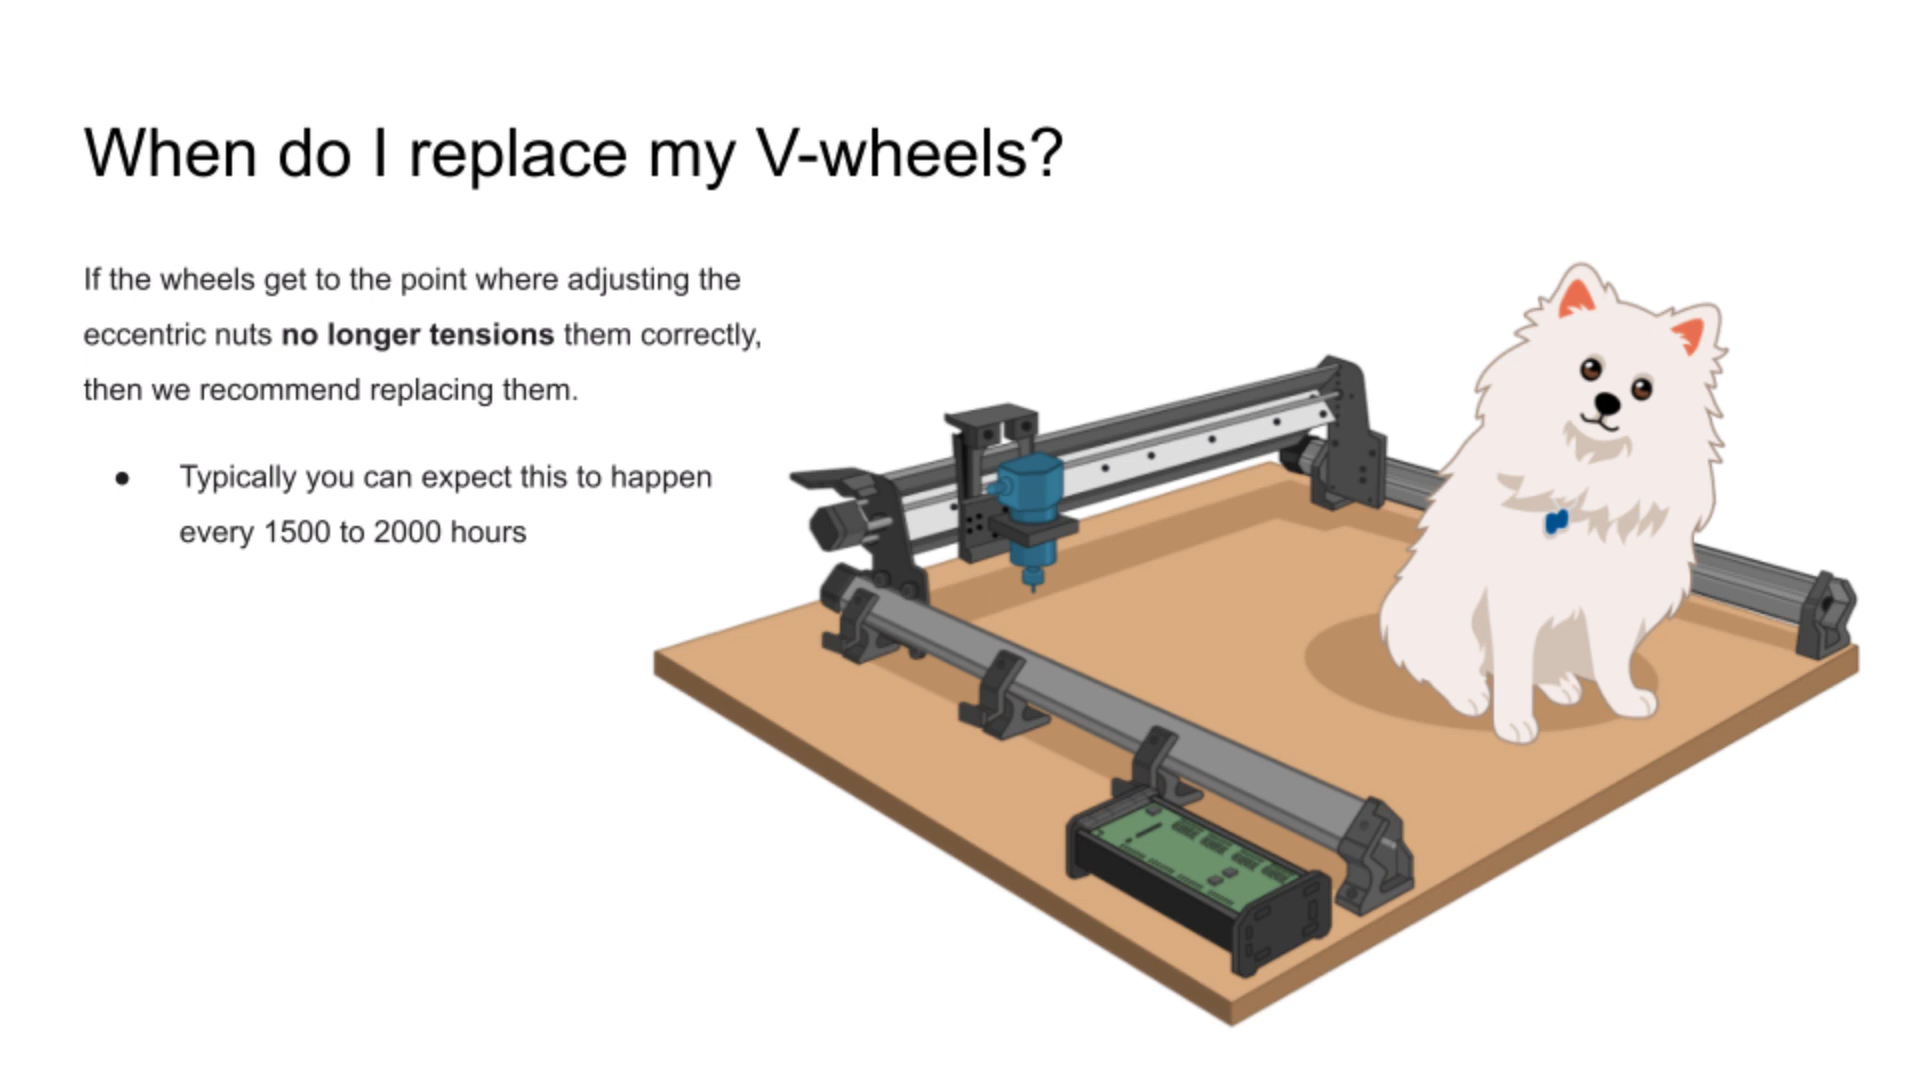 When do I replace my V-wheels?
If the wheels get to the point where adjusting the
eccentric nuts no longer tensions them correctly,
then we recommend replacing them.
● Typically you can expect this to happen
every 1500 to 2000 hours